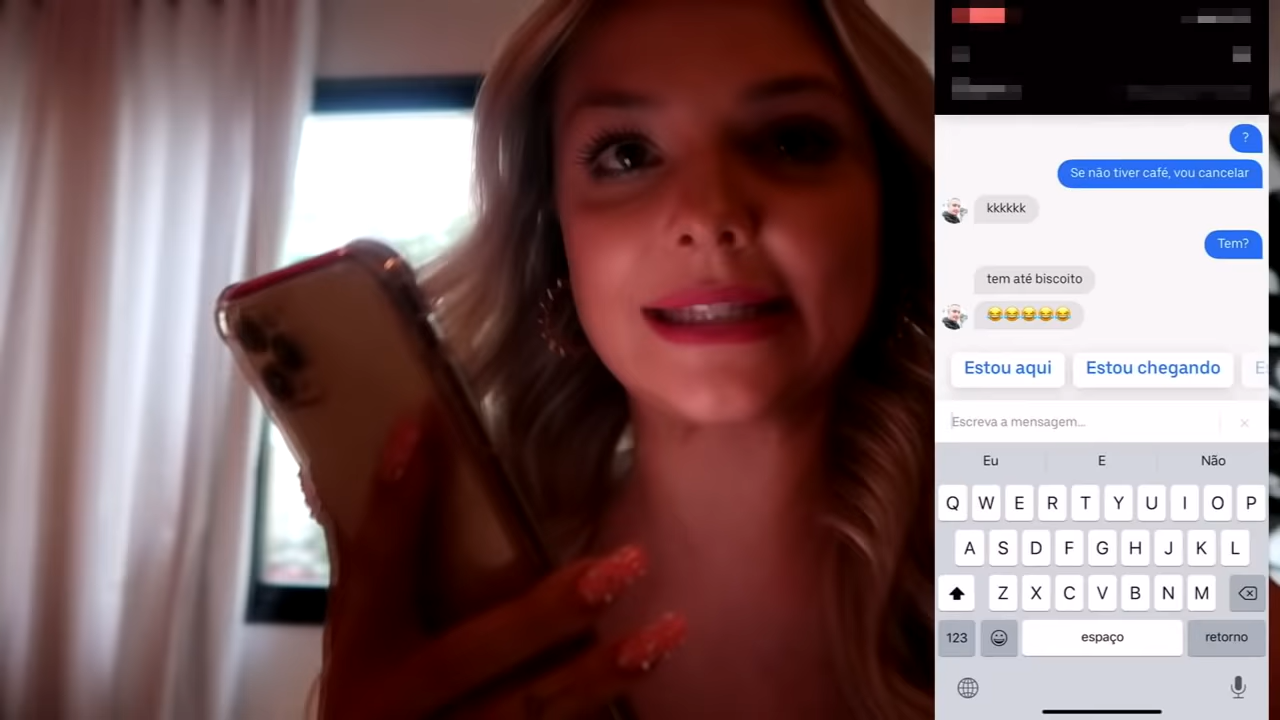 ?
Se não tiver café, vou cancelar
kkkkkk
Tem?
tem até biscoito
😂😂😂😂😂
Estou aqui
Estou chegando
Escreva a mensagem...
Eu
E
Não
Q W E R T Y U I O P
A S D F G H J K L
Z X C V B N M
123
espaço
retorno